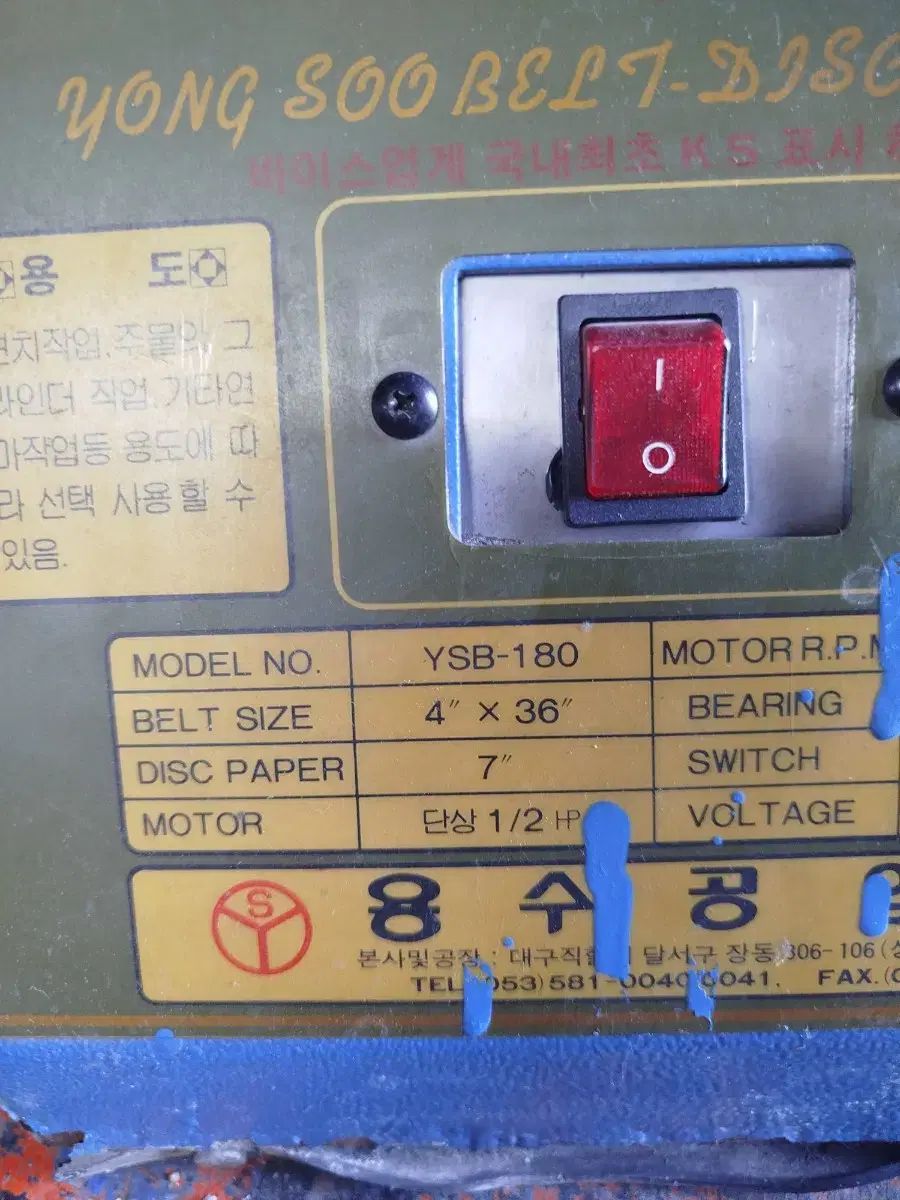 YONG SOO BELT-DISC
바이스업계 국내최초 KS 표시
용 도
면치작업.주물의 그
라인더 작업.기타연
마작업등 용도에 따
라 선택 사용할 수
있음.
I
O
MODEL NO. YSB-180 MOTOR R.P.M
BELT SIZE 4" × 36" BEARING
DISC PAPER 7" SWITCH
MOTOR 단상 1/2 HP VOLTAGE
S Y 용 수 공 업
본사및공장 : 대구직할시 달서구 장동 306-106
TEL (053)581-0040 0041. FAX.(0